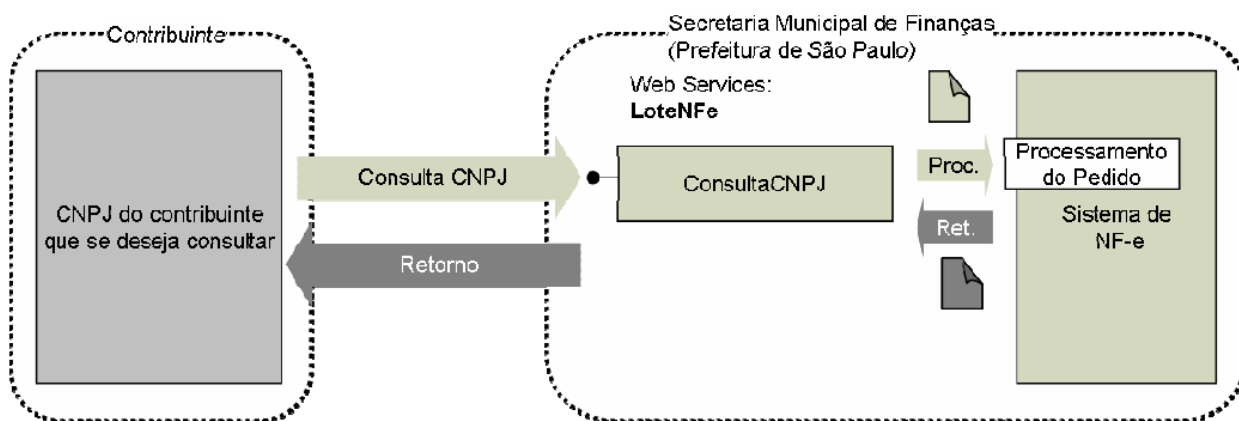 Contribuinte
CNPJ do contribuinte
que se deseja consultar
Consulta CNPJ
Retorno
Secretaria Municipal de Finanças
(Prefeitura de São Paulo)
Web Services:
LoteNFe
ConsultaCNPJ
Proc.
Ret.
Processamento
do Pedido
Sistema de
NF-e